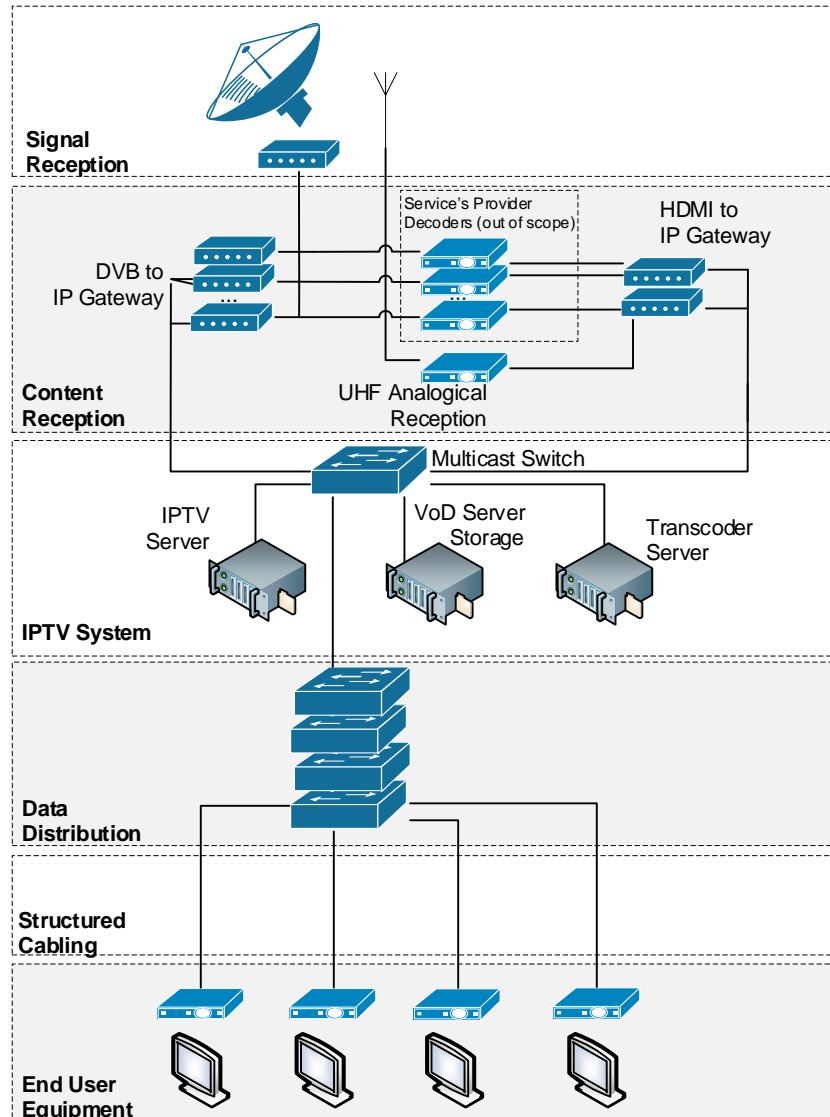 Signal
Reception
Service's Provider
Decoders (out of scope)
HDMI to
IP Gateway
DVB to
IP Gateway
...
...
UHF Analogical
Reception
Content
Reception
Multicast Switch
IPTV
Server
VoD Server
Storage
Transcoder
Server
IPTV System
Data
Distribution
Structured
Cabling
End User
Equipment